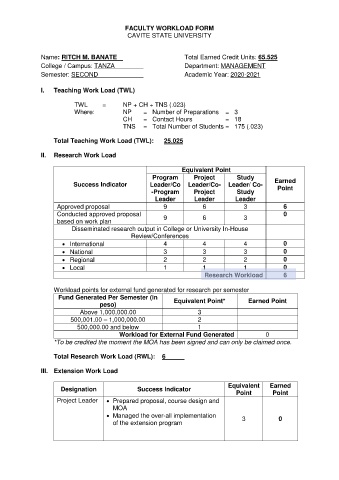 FACULTY WORKLOAD FORM
CAVITE STATE UNIVERSITY
Name: RITCH M. BANATE Total Earned Credit Units: 65.525
College / Campus: TANZA Department: MANAGEMENT
Semester: SECOND Academic Year: 2020-2021
I. Teaching Work Load (TWL)
TWL = NP + CH + TNS (.023)
Where: NP = Number of Preparations = 3
CH = Contact Hours = 18
TNS = Total Number of Students = 175 (.023)
Total Teaching Work Load (TWL): 25.025
II. Research Work Load
Equivalent Point
Success Indicator Program Leader/Co-Program Leader Project Leader/Co-Project Leader Study Leader/ Co-Study Leader Earned Point
Approved proposal 9 6 3 6
Conducted approved proposal based on work plan 9 6 3 0
Disseminated research output in College or University In-House Review/Conferences
• International 4 4 4 0
• National 3 3 3 0
• Regional 2 2 2 0
• Local 1 1 1 0
Research Workload 6
Workload points for external fund generated for research per semester
Fund Generated Per Semester (in peso) Equivalent Point* Earned Point
Above 1,000,000.00 3
500,001.00 – 1,000,000.00 2
500,000.00 and below 1
Workload for External Fund Generated 0
*To be credited the moment the MOA has been signed and can only be claimed once.
Total Research Work Load (RWL): 6
III. Extension Work Load
Designation Success Indicator Equivalent Point Earned Point
Project Leader • Prepared proposal, course design and MOA
• Managed the over-all implementation of the extension program 3 0